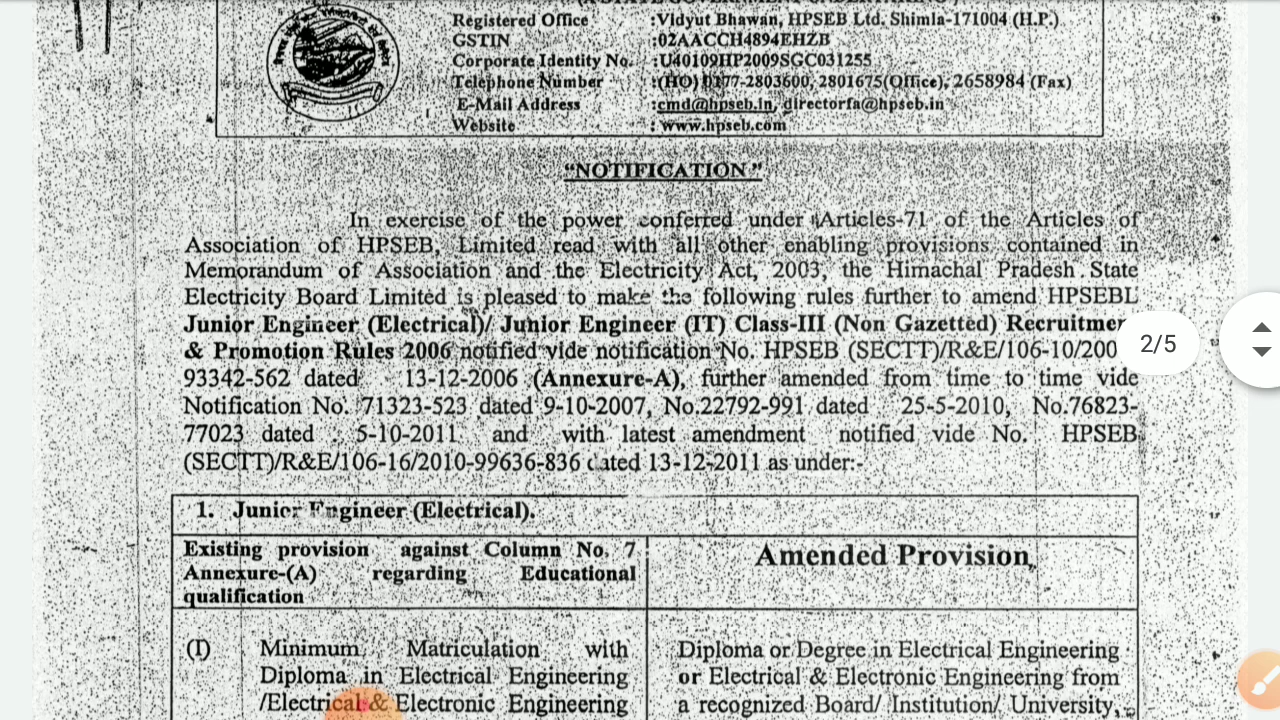 Registered Office :Vidyut Bhawan, HPSEB Ltd. Shimla-171004 (H.P.)
GSTIN :02AACCH4894EHZB
Corporate Identity No. :U40109HP2009SGC031255
Telephone Number :(HO) 0177-2803600, 2801675(Office), 2658984 (Fax)
E-Mail Address :cmd@hpseb.in, directorfa@hpseb.in
Website : www.hpseb.com
"NOTIFICATION"
In exercise of the power conferred under Articles-71 of the Articles of
Association of HPSEB, Limited read with all other enabling provisions contained in
Memorandum of Association and the Electricity Act, 2003, the Himachal Pradesh State
Electricity Board Limited is pleased to make the following rules further to amend HPSEBL
Junior Engineer (Electrical)/ Junior Engineer (IT) Class-III (Non Gazetted) Recruitmen
& Promotion Rules 2006 notified vide notification No. HPSEB (SECTT)/R&E/106-10/200
93342-562 dated 13-12-2006 (Annexure-A), further amended from time to time vide
Notification No. 71323-523 dated 9-10-2007, No.22792-991 dated 25-5-2010, No.76823-
77023 dated 5-10-2011 and with latest amendment notified vide No. HPSEB
(SECTT)/R&E/106-16/2010-99636-836 dated 13-12-2011 as under:-
1. Junior Engineer (Electrical).
Existing provision against Column No. 7
Annexure-(A) regarding Educational
qualification
Amended Provision
(I) Minimum Matriculation with
Diploma in Electrical Engineering
/Electrical & Electronic Engineering
Diploma or Degree in Electrical Engineering
or Electrical & Electronic Engineering from
a recognized Board/ Institution/ University,
2/5